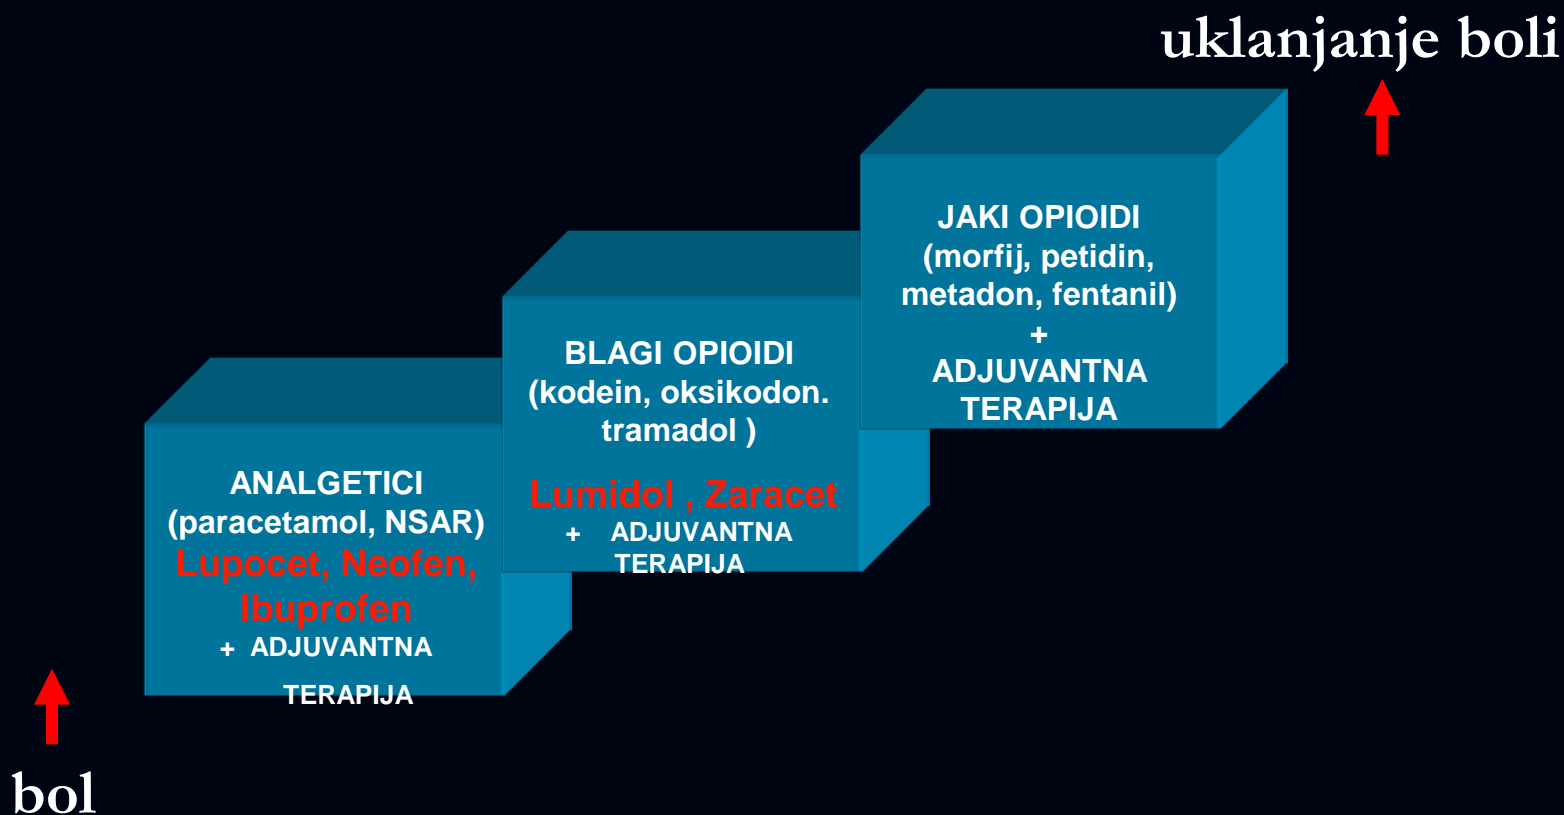 uklanjanje boli
JAKI OPIOIDI
(morfij, petidin,
metadon, fentanil)
+
ADJUVANTNA
TERAPIJA
BLAGI OPIOIDI
(kodein, oksikodon.
tramadol )
Lumidol , Zaracet
+ ADJUVANTNA
TERAPIJA
ANALGETICI
(paracetamol, NSAR)
Lupocet, Neofen,
Ibuprofen
+ ADJUVANTNA
TERAPIJA
bol